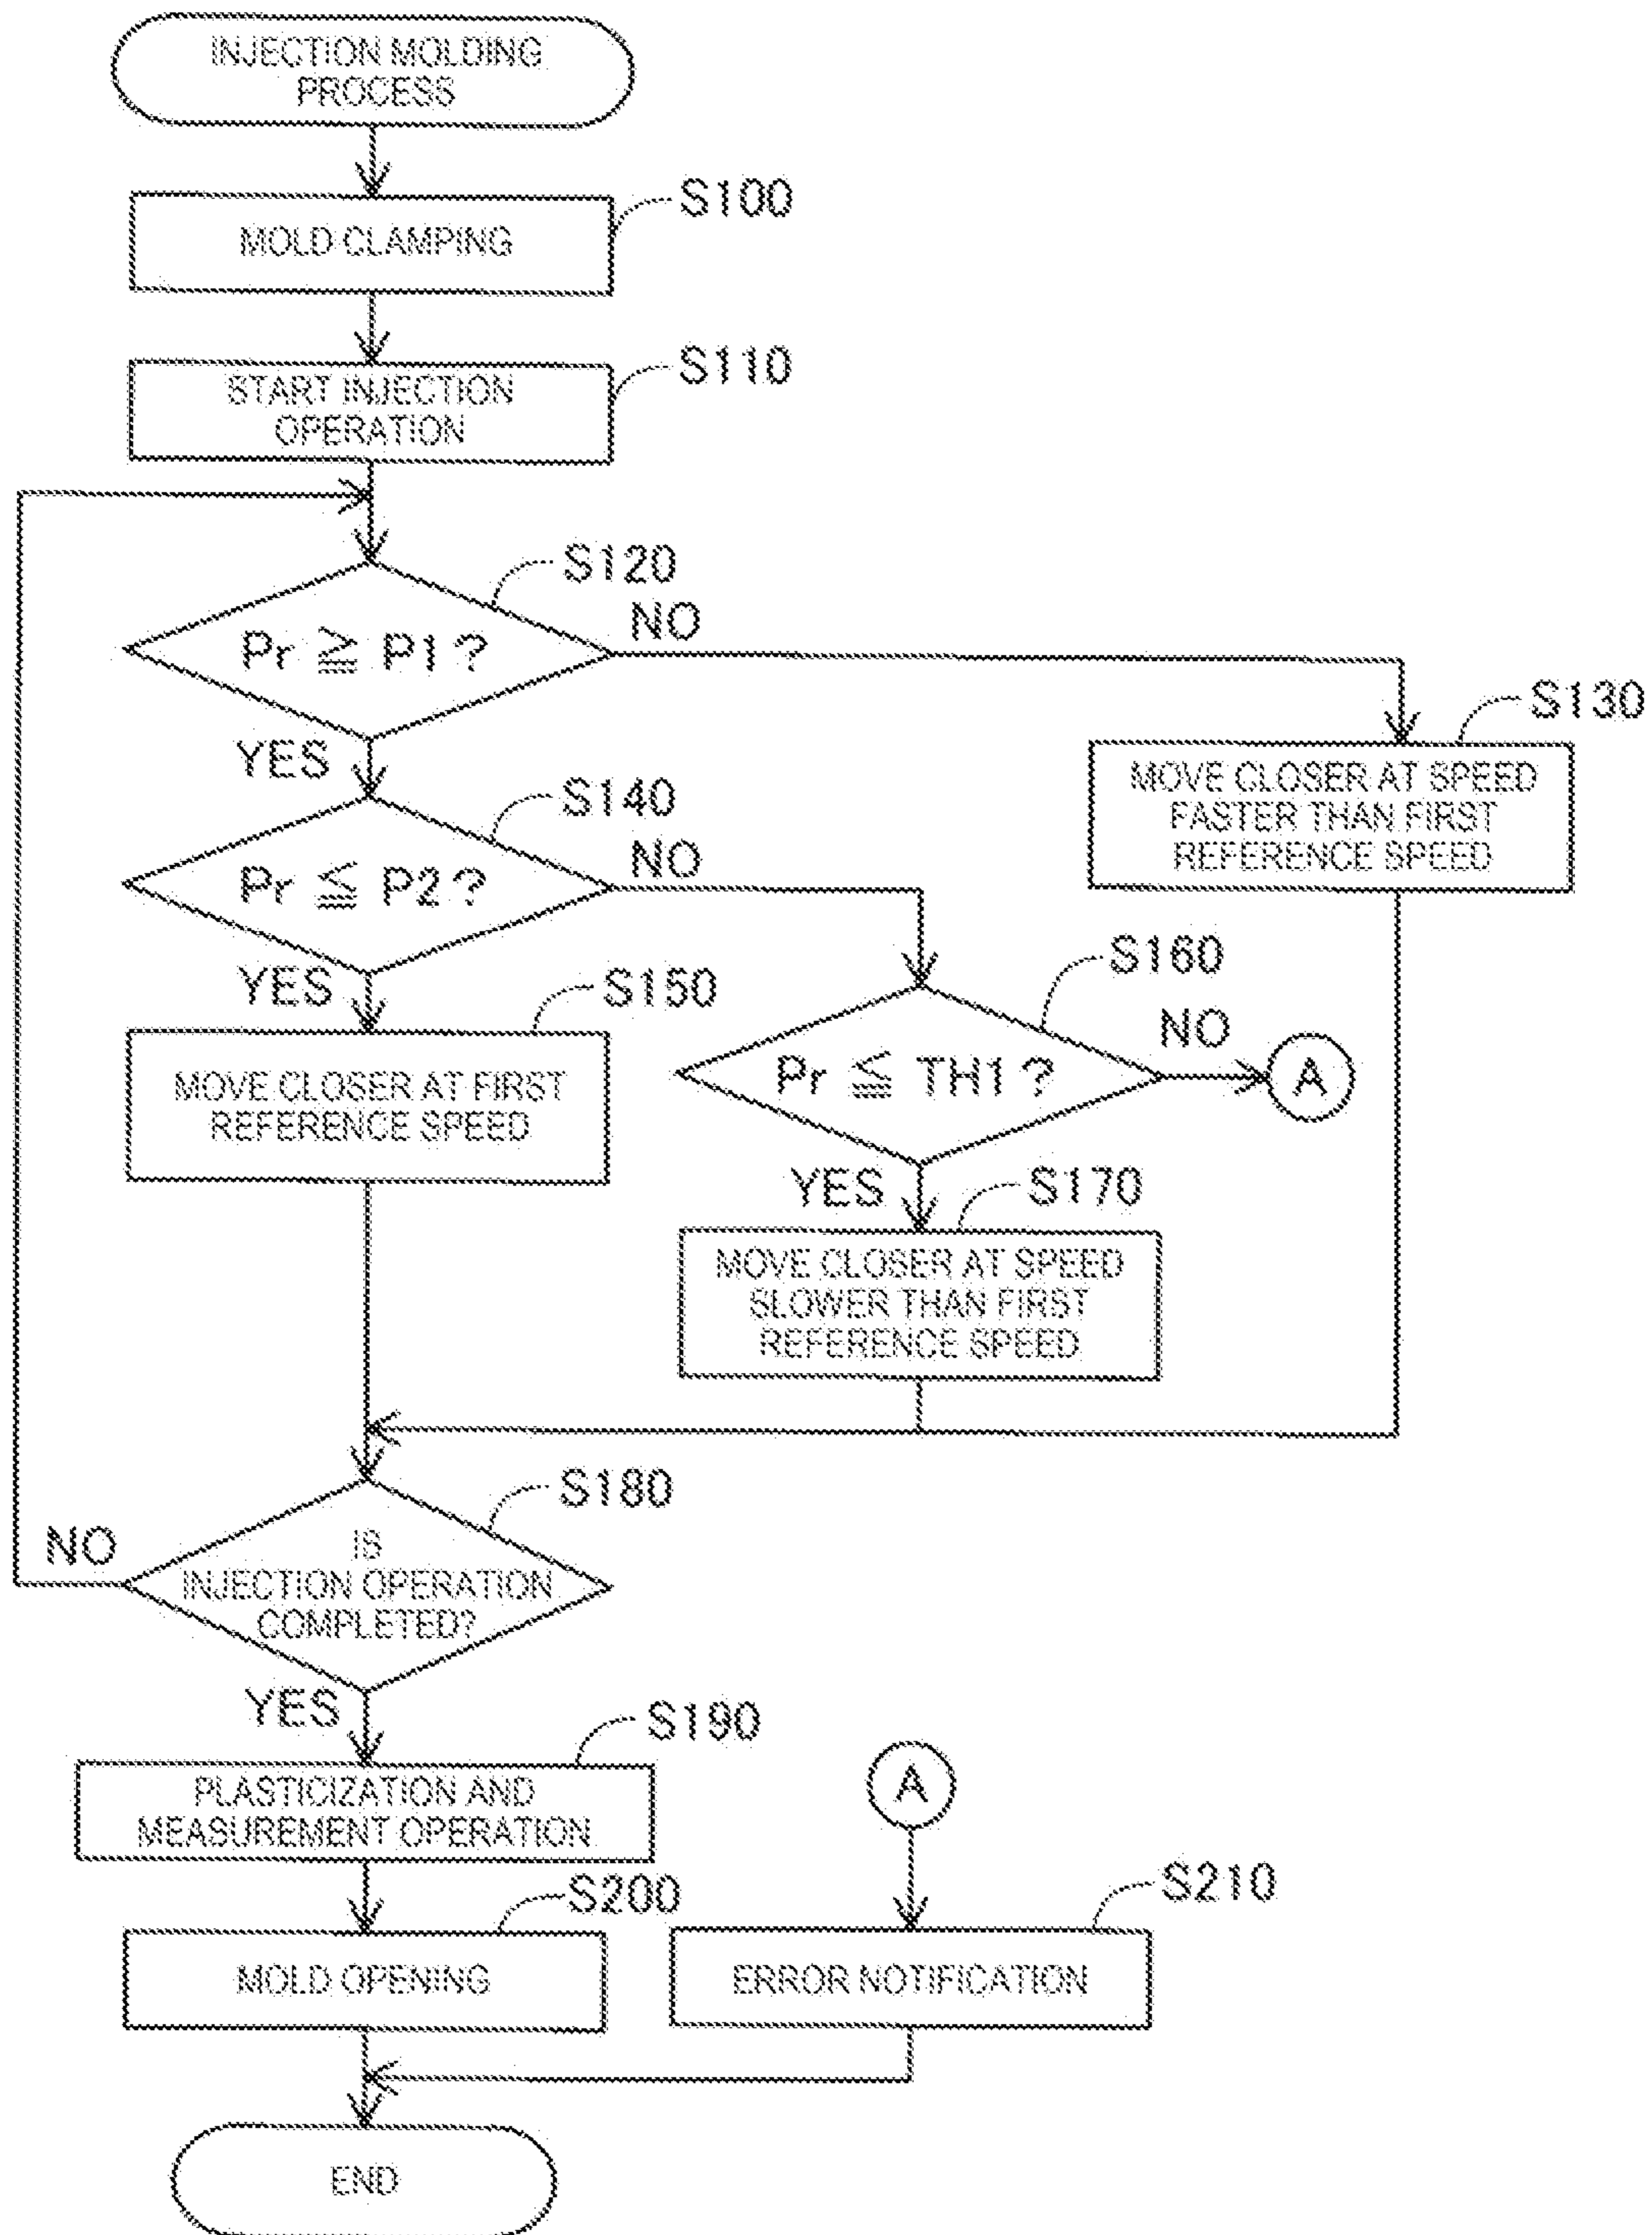 INJECTION MOLDING
PROCESS
S100
MOLD CLAMPING
S110
START INJECTION
OPERATION
S120
Pr ≧ P1 ?
NO
YES
S130
MOVE CLOSER AT SPEED
FASTER THAN FIRST
REFERENCE SPEED
S140
Pr ≦ P2 ?
NO
YES
S150
MOVE CLOSER AT FIRST
REFERENCE SPEED
S160
Pr ≦ TH1 ?
NO
A
YES
S170
MOVE CLOSER AT SPEED
SLOWER THAN FIRST
REFERENCE SPEED
S180
IS
INJECTION OPERATION
COMPLETED?
NO
YES
S190
PLASTICIZATION AND
MEASUREMENT OPERATION
S200
MOLD OPENING
A
S210
ERROR NOTIFICATION
END